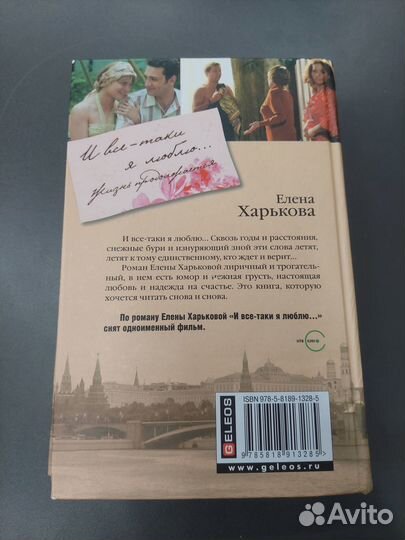 И все-таки
я люблю...
Жизнь продолжается
Елена
Харькова
И все-таки я люблю... Сквозь годы и расстояния,
снежные бури и изнуряющий зной эти слова летят,
летят к тому единственному, кто ждет и верит...
Роман Елены Харьковой лиричный и трогатель-
ный, в нем есть юмор и нежная грусть, настоящая
любовь и надежда на счастье. Это книга, которую
хочется читать снова и снова.
По роману Елены Харьковой «И все-таки я люблю...»
снят одноименный фильм.
GELEOS
ISBN 978-5-8189-1328-5
9 785818 913285 >
www.geleos.ru
Avito